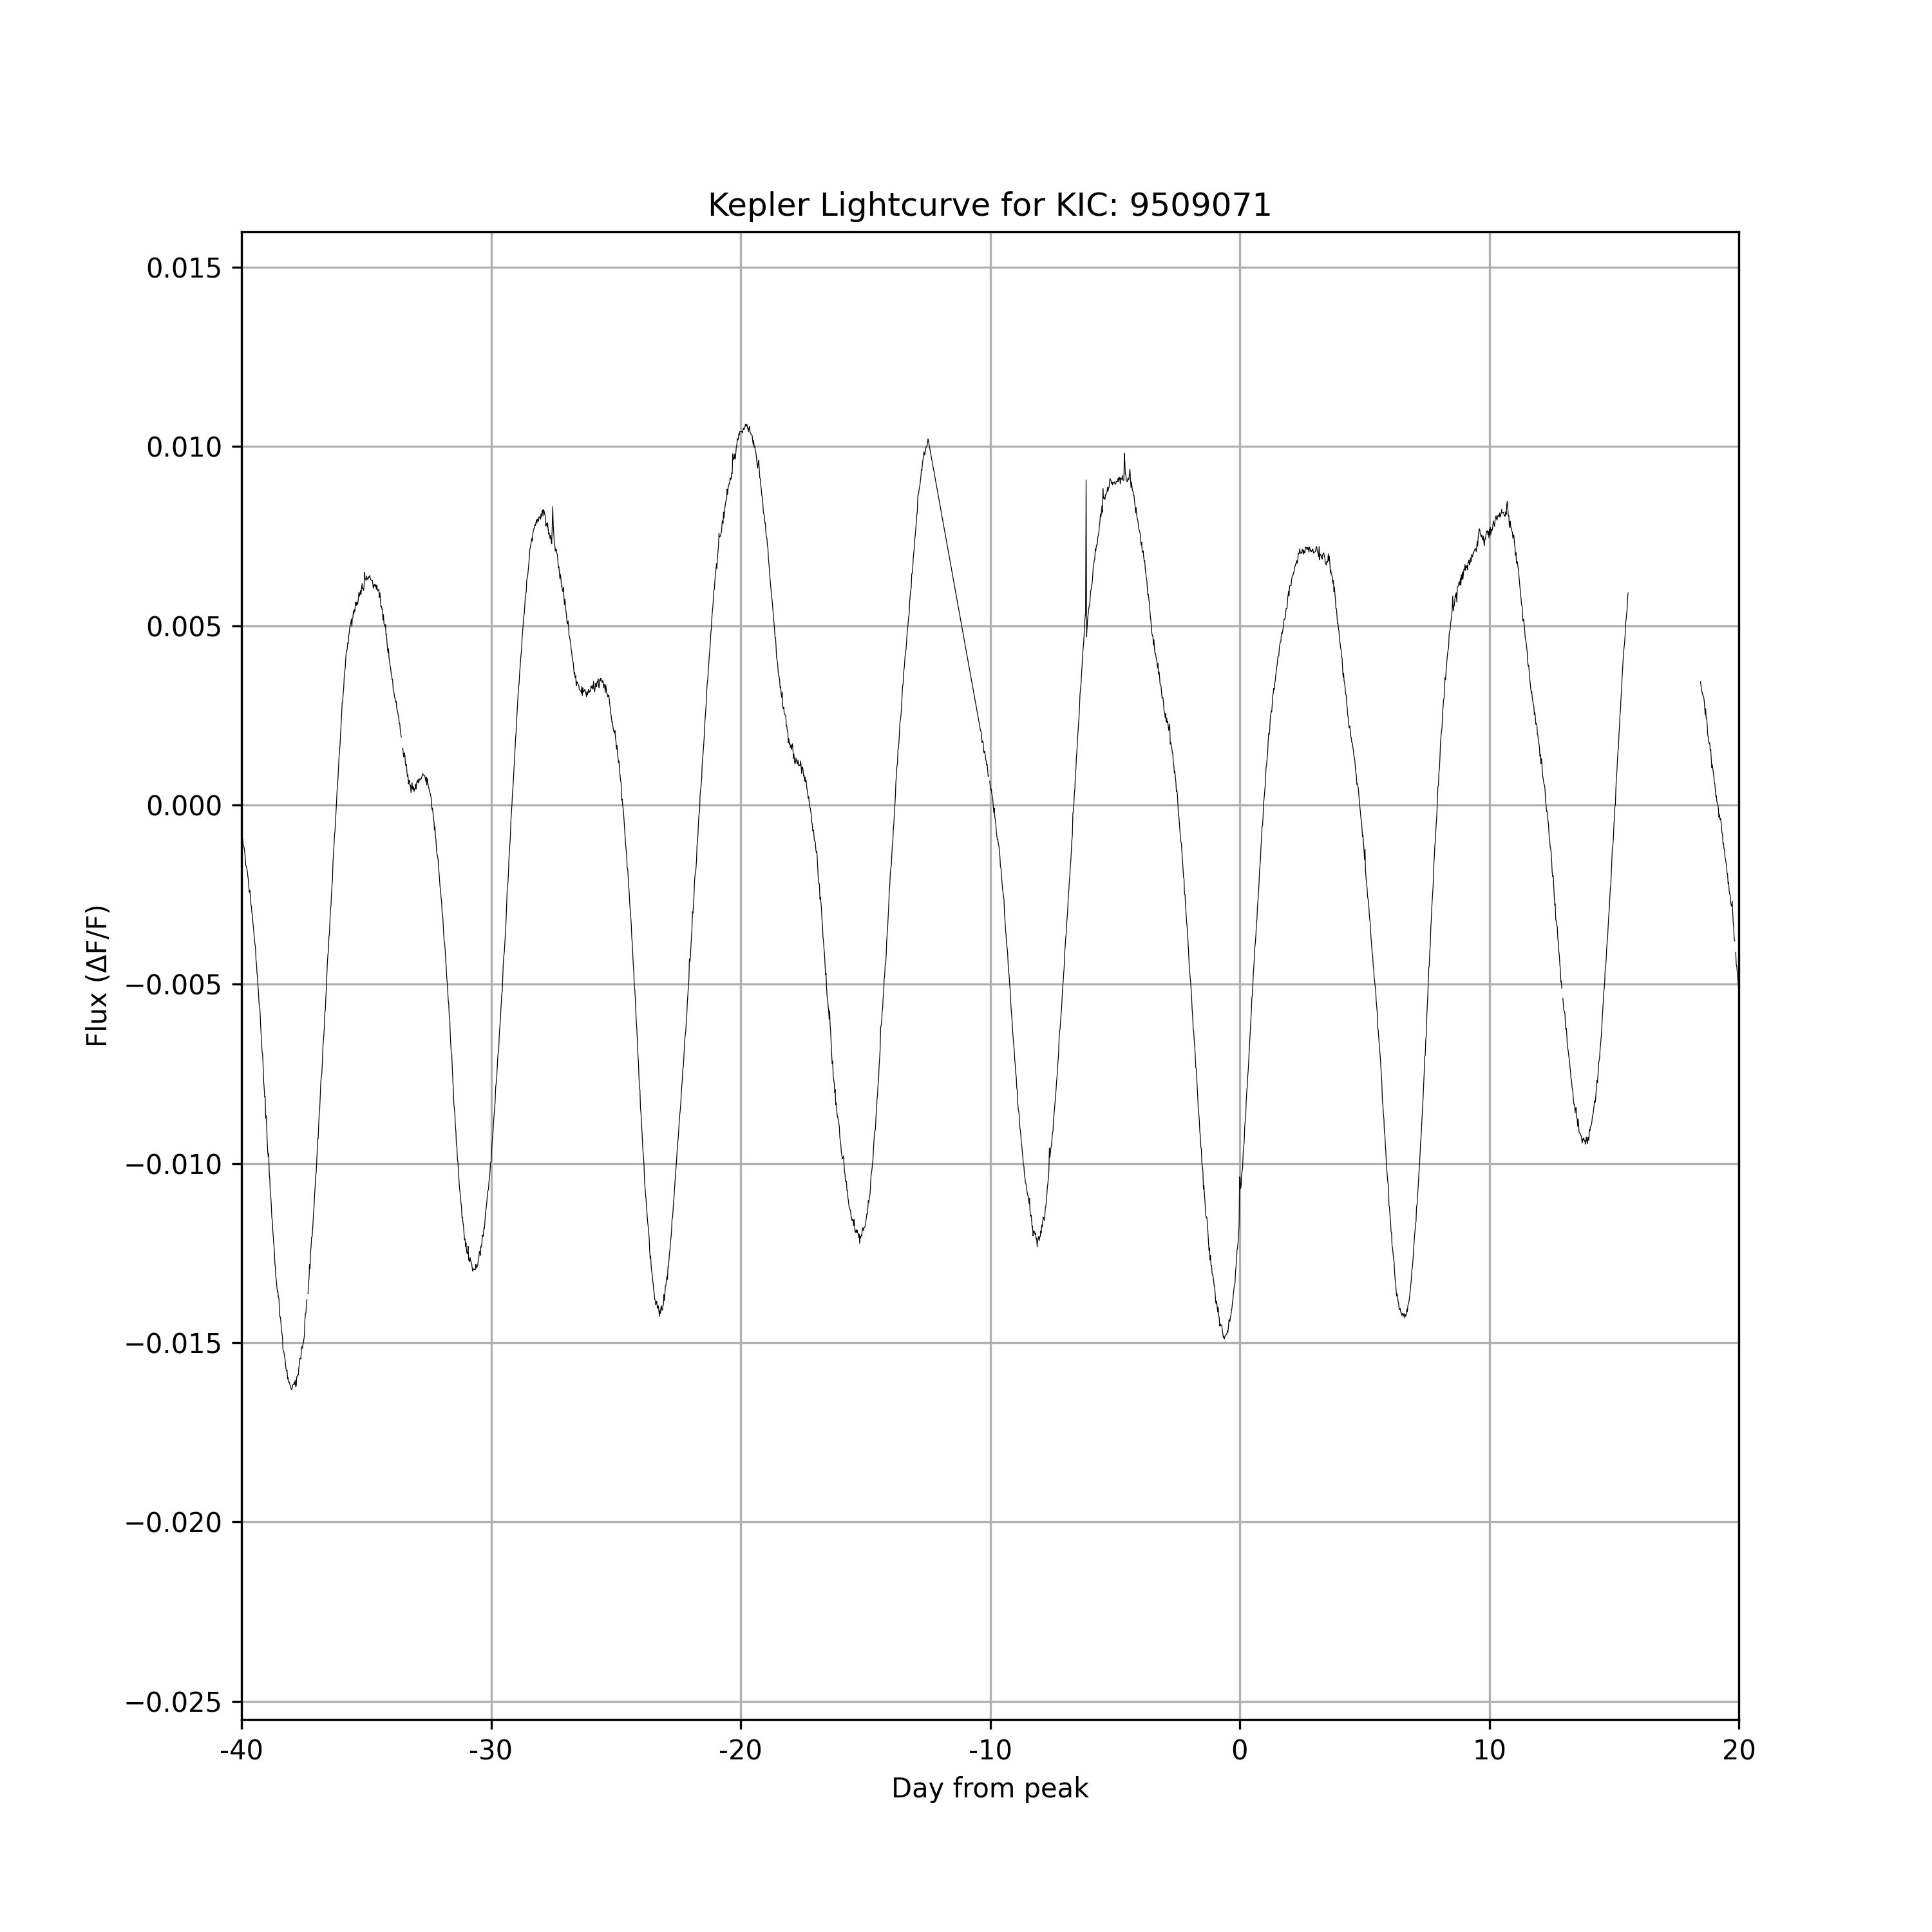 Kepler Lightcurve for KIC: 9509071
0.015
0.010
0.005
0.000
−0.005
−0.010
−0.015
−0.020
−0.025
Flux (ΔF/F)
-40 -30 -20 -10 0 10 20
Day from peak